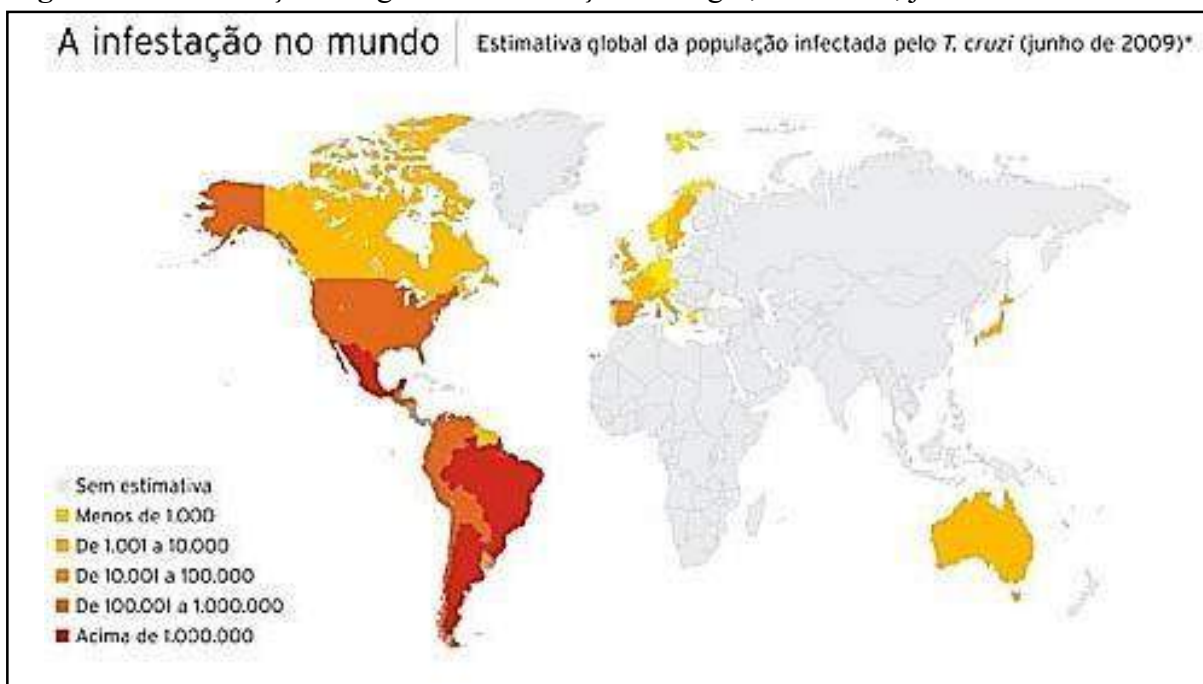 A infestação no mundo
Estimativa global da população infectada pelo T. cruzi (junho de 2009)*
Sem estimativa
Menos de 1.000
De 1.001 a 10.000
De 10.001 a 100.000
De 100.001 a 1.000.000
Acima de 1.000.000